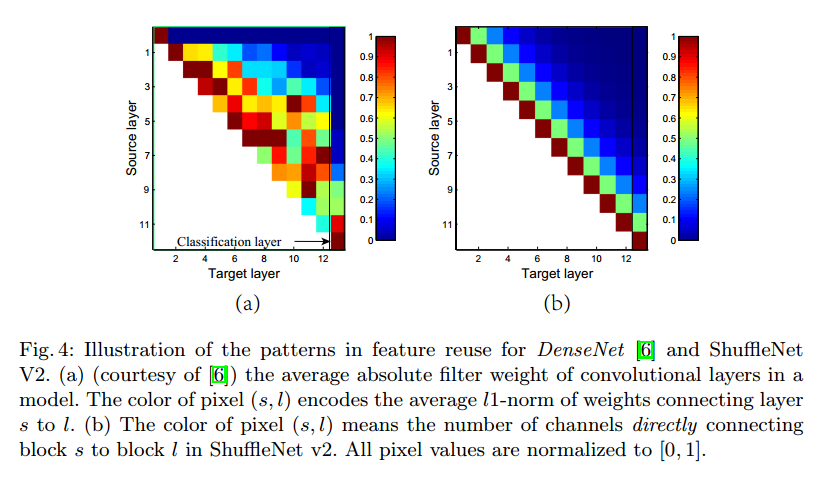 1
0.9
0.8
0.7
0.6
0.5
0.4
0.3
0.2
0.1
0
1
3
5
7
9
11
Source layer
2 4 6 8 10 12
Target layer
Classification layer
(a)
1
0.9
0.8
0.7
0.6
0.5
0.4
0.3
0.2
0.1
0
1
3
5
7
9
11
Source layer
2 4 6 8 10 12
Target layer
(b)
Fig. 4: Illustration of the patterns in feature reuse for DenseNet [6] and ShuffleNet
V2. (a) (courtesy of [6]) the average absolute filter weight of convolutional layers in a
model. The color of pixel (s, l) encodes the average l1-norm of weights connecting layer
s to l. (b) The color of pixel (s, l) means the number of channels directly connecting
block s to block l in ShuffleNet v2. All pixel values are normalized to [0, 1].